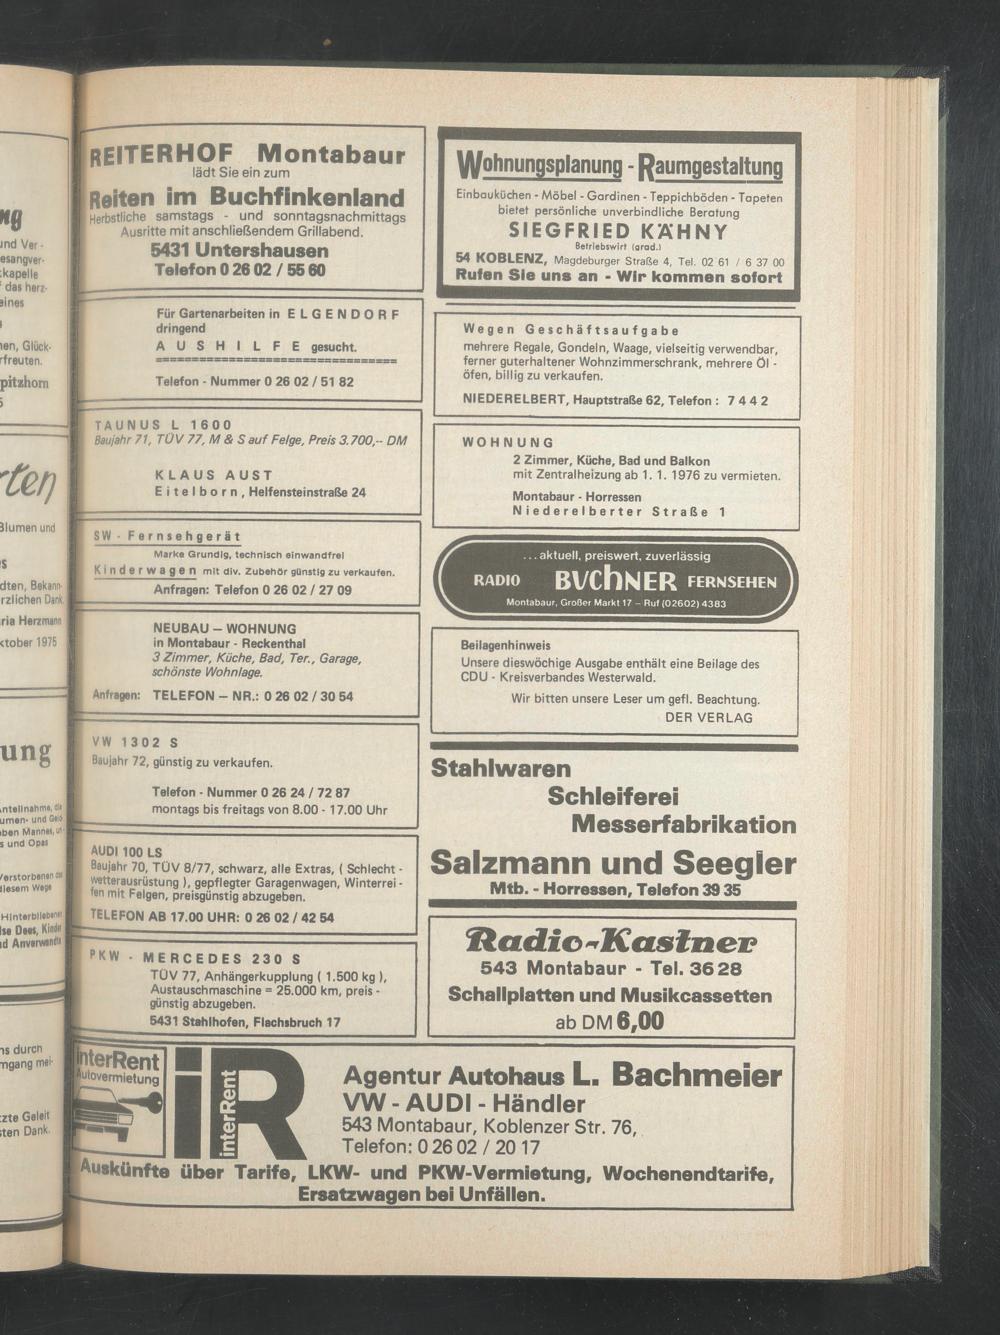 REITERHOF Montabaur
lädt Sie ein zum
Reiten im Buchfinkenland
Herbstliche samstags - und sonntagsnachmittags
Ausritte mit anschließendem Grillabend.
5431 Untershausen
Telefon 0 26 02 / 55 60
Für Gartenarbeiten in ELGENDORF
dringend
AUSHILFE gesucht.
================================
Telefon - Nummer 0 26 02 / 51 82
TAUNUS L 1600
Baujahr 71, TÜV 77, M & S auf Felge, Preis 3.700,-- DM
KLAUS AUST
Eitelborn, Helfensteinstraße 24
SW - Fernsehgerät
Marke Grundig, technisch einwandfrei
Kinderwagen mit div. Zubehör günstig zu verkaufen.
Anfragen: Telefon 0 26 02 / 27 09
NEUBAU – WOHNUNG
in Montabaur - Reckenthal
3 Zimmer, Küche, Bad, Ter., Garage,
schönste Wohnlage.
Anfragen: TELEFON – NR.: 0 26 02 / 30 54
VW 1302 S
Baujahr 72, günstig zu verkaufen.
Telefon - Nummer 0 26 24 / 72 87
montags bis freitags von 8.00 - 17.00 Uhr
AUDI 100 LS
Baujahr 70, TÜV 8/77, schwarz, alle Extras, ( Schlecht -
wetterausrüstung ), gepflegter Garagenwagen, Winterrei -
fen mit Felgen, preisgünstig abzugeben.
TELEFON AB 17.00 UHR: 0 26 02 / 42 54
PKW - MERCEDES 230 S
TÜV 77, Anhängerkupplung ( 1.500 kg ),
Austauschmaschine = 25.000 km, preis -
günstig abzugeben.
5431 Stahlhofen, Flachsbruch 17
Wohnungsplanung - Raumgestaltung
Einbauküchen - Möbel - Gardinen - Teppichböden - Tapeten
bietet persönliche unverbindliche Beratung
SIEGFRIED KÄHNY
Betriebswirt (grad.)
54 KOBLENZ, Magdeburger Straße 4, Tel. 02 61 / 6 37 00
Rufen Sie uns an - Wir kommen sofort
Wegen Geschäftsaufgabe
mehrere Regale, Gondeln, Waage, vielseitig verwendbar,
ferner guterhaltener Wohnzimmerschrank, mehrere Öl -
öfen, billig zu verkaufen.
NIEDERELBERT, Hauptstraße 62, Telefon : 7 4 4 2
WOHNUNG
2 Zimmer, Küche, Bad und Balkon
mit Zentralheizung ab 1. 1. 1976 zu vermieten.
Montabaur - Horressen
Niederelberter Straße 1
...aktuell, preiswert, zuverlässig
RADIO BUCHNER FERNSEHEN
Montabaur, Großer Markt 17 – Ruf (02602) 4383
Beilagenhinweis
Unsere dieswöchige Ausgabe enthält eine Beilage des
CDU - Kreisverbandes Westerwald.
Wir bitten unsere Leser um gefl. Beachtung.
DER VERLAG
Stahlwaren
Schleiferei
Messerfabrikation
Salzmann und Seegler
Mtb. - Horressen, Telefon 39 35
Radio-Kastner
543 Montabaur - Tel. 36 28
Schallplatten und Musikcassetten
ab DM 6,00
interRent
Autovermietung
iR
interRent
Agentur Autohaus L. Bachmeier
VW - AUDI - Händler
543 Montabaur, Koblenzer Str. 76,
Telefon: 0 26 02 / 20 17
Auskünfte über Tarife, LKW- und PKW-Vermietung, Wochenendtarife,
Ersatzwagen bei Unfällen.